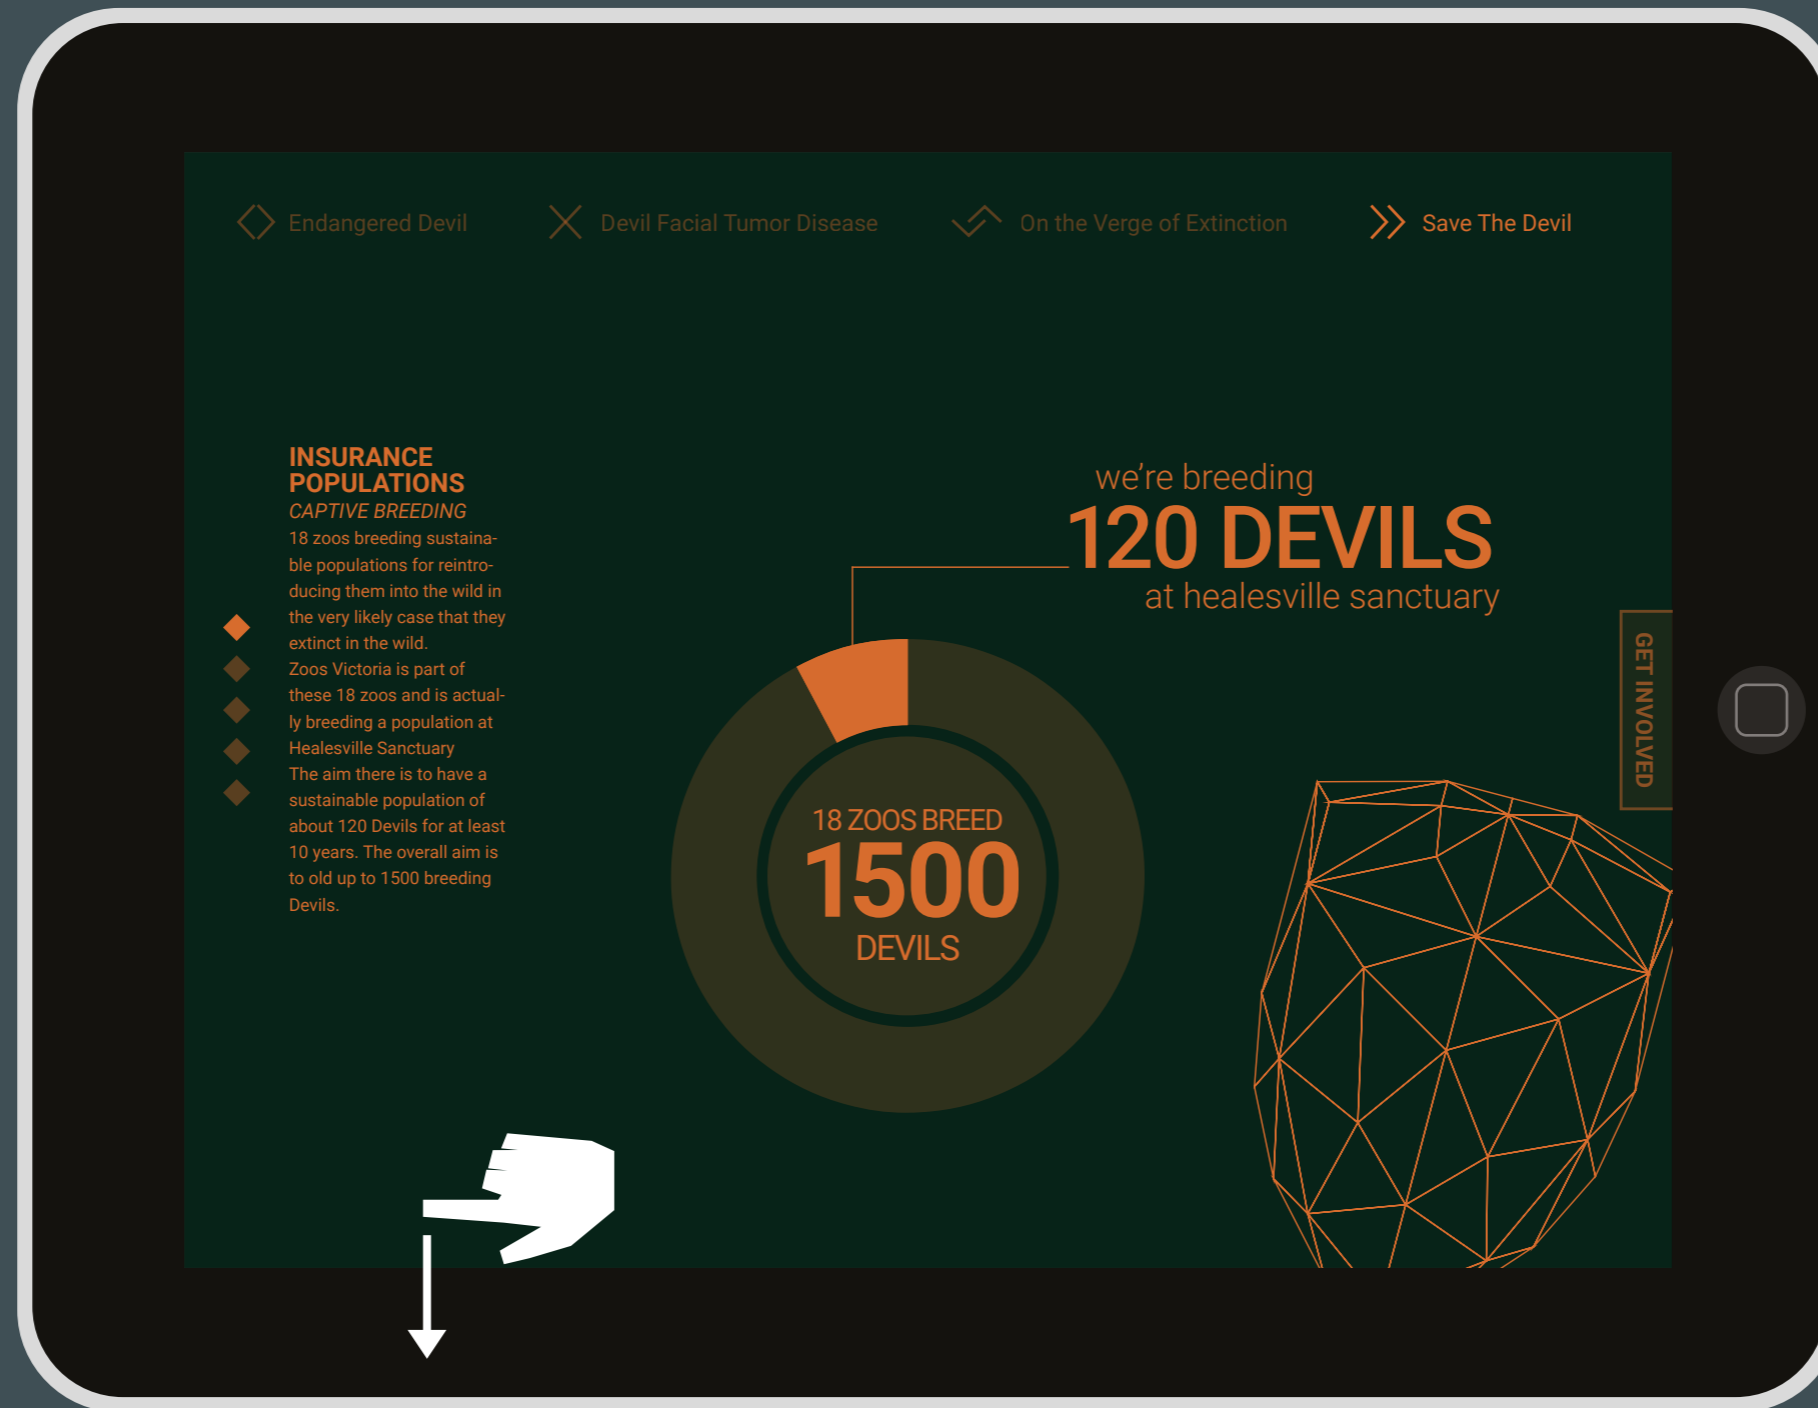 Endangered Devil
Devil Facial Tumor Disease
On the Verge of Extinction
Save The Devil
INSURANCE
POPULATIONS
CAPTIVE BREEDING
18 zoos breeding sustaina-
ble populations for reintro-
ducing them into the wild in
the very likely case that they
extinct in the wild.
Zoos Victoria is part of
these 18 zoos and is actual-
ly breeding a population at
Healesville Sanctuary
The aim there is to have a
sustainable population of
about 120 Devils for at least
10 years. The overall aim is
to old up to 1500 breeding
Devils.
we're breeding
120 DEVILS
at healesville sanctuary
18 ZOOS BREED
1500
DEVILS
GET INVOLVED